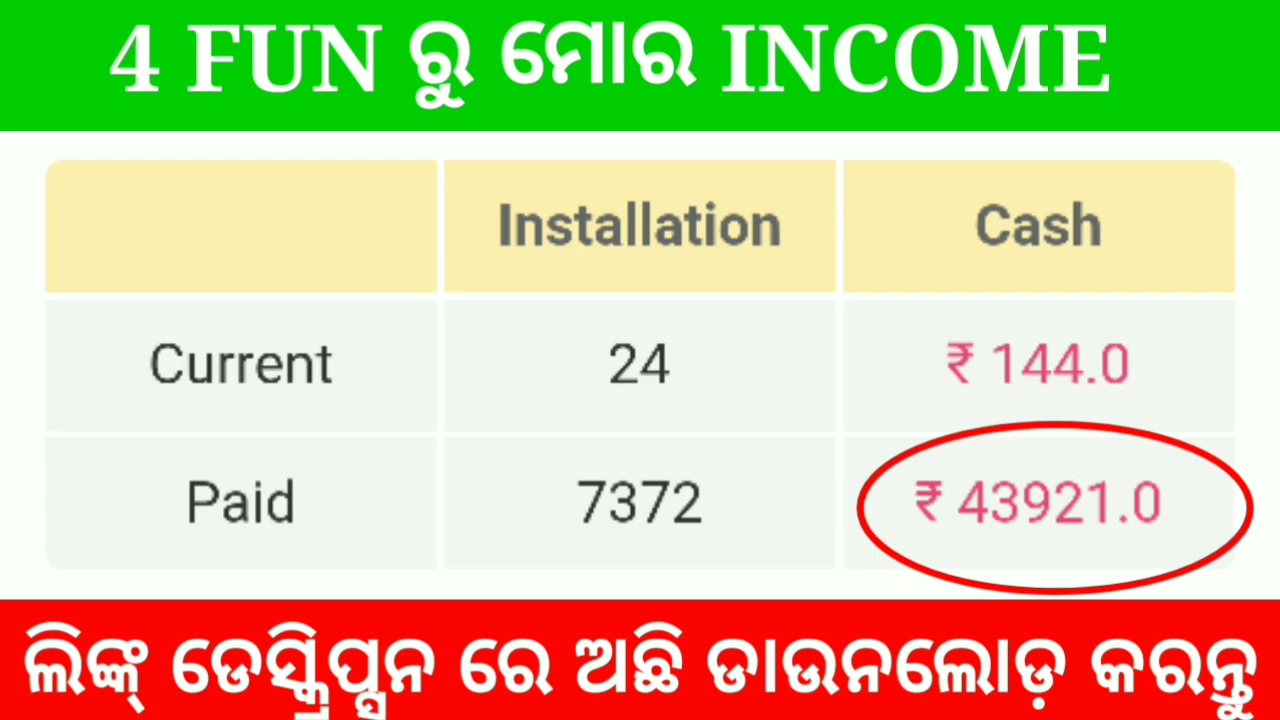 4 FUN ରୁ ମୋର INCOME
Installation Cash
Current 24 ₹ 144.0
Paid 7372 ₹ 43921.0
ଲିଙ୍କ୍ ଡେସ୍କ୍ରିପ୍ସନ ରେ ଅଛି ଡାଉନଲୋଡ଼ କରନ୍ତୁ